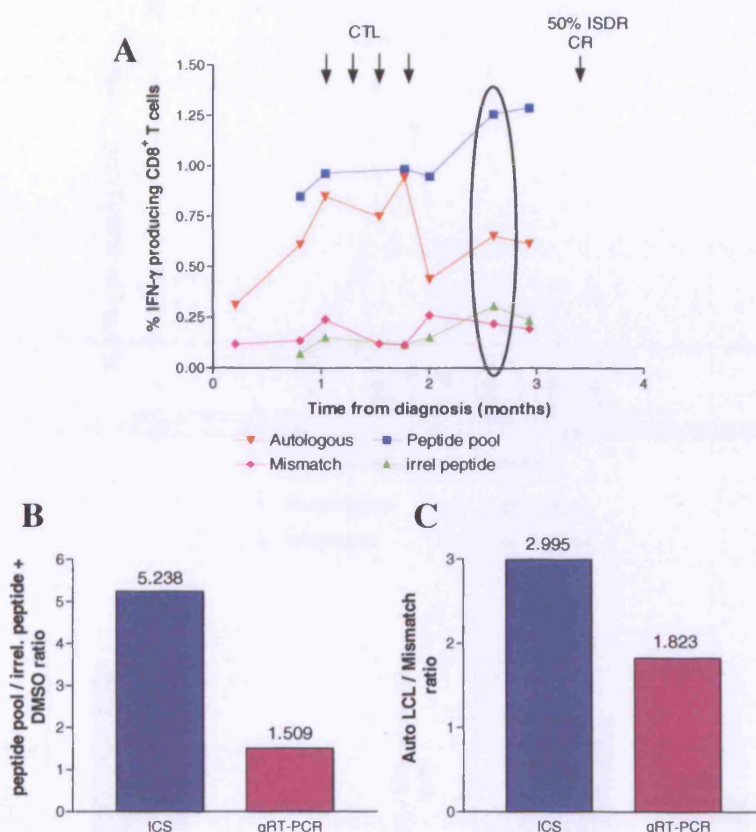 A
CTL
50% ISDR
CR
1.50
1.25
1.00
0.75
0.50
0.25
0.00
% IFN-γ producing CD8+ T cells
0
1
2
3
4
Time from diagnosis (months)
Autologous
Peptide pool
Mismatch
irrel peptide
B
peptide pool / irrel. peptide +
DMSO ratio
6
5
4
3
2
1
0
5.238
1.509
ICS
qRT-PCR
C
Auto LCL / Mismatch
ratio
3
2
1
0
2.995
1.823
ICS
qRT-PCR